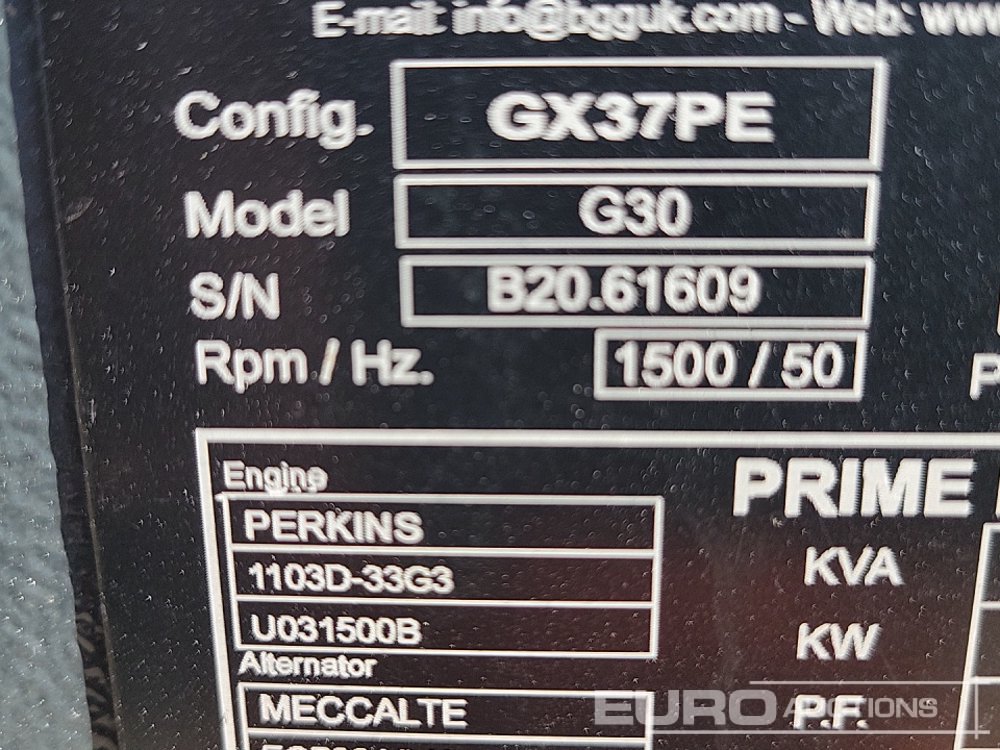 E-mail: info@bgguk.com - Web: www
Config. GX37PE
Model G30
S/N B20.61609
Rpm / Hz. 1500 / 50
P
Engine
PRIME
PERKINS
KVA
1103D-33G3
U031500B
KW
Alternator
MECCALTE
P.F.
EURO AUCTIONS